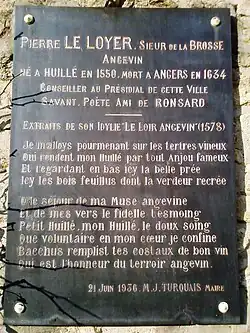 PIERRE LE LOYER. SIEUR DE LA BROSSE
ANGEVIN
NÉ A HUILLÉ EN 1550. MORT A ANGERS EN 1634
CONSEILLER AU PRÉSIDIAL DE CETTE VILLE
SAVANT. POÈTE AMI DE RONSARD
EXTRAITS DE SON IDYLIE "LE LOIR ANGEVIN" (1578)
Je m'alloys pourmenant sur les tertres vineux
Qui rendent mon Huillé par tout Anjou fameux
Et regardant en bas icy la belle prée
Icy les bois feuillus dont la verdeur recrée
O le séjour de ma Muse angevine
Et de mes vers le fidelle tesmoing
Petit Huillé, mon Huillé, le doux soing
Que volontaire en mon cœur je confine
Bacchus remplist tes costaux de bon vin
Qui est l'honneur du terroir angevin.
21 Juin 1936. M.J. TURQUAIS MAIRE